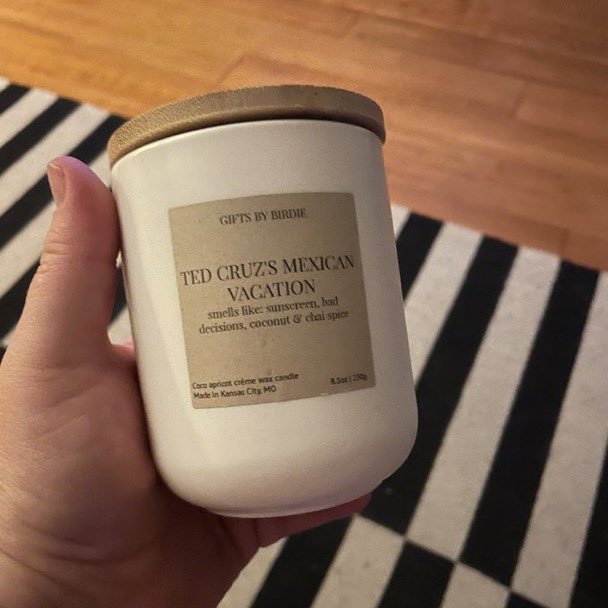 GIFTS BY BIRDIE
TED CRUZ'S MEXICAN
VACATION
smells like: sunscreen, bad
decisions, coconut & chai spice
Coco apricot crème wax candle
Made in Kansas City, MO
8.1oz | 230g